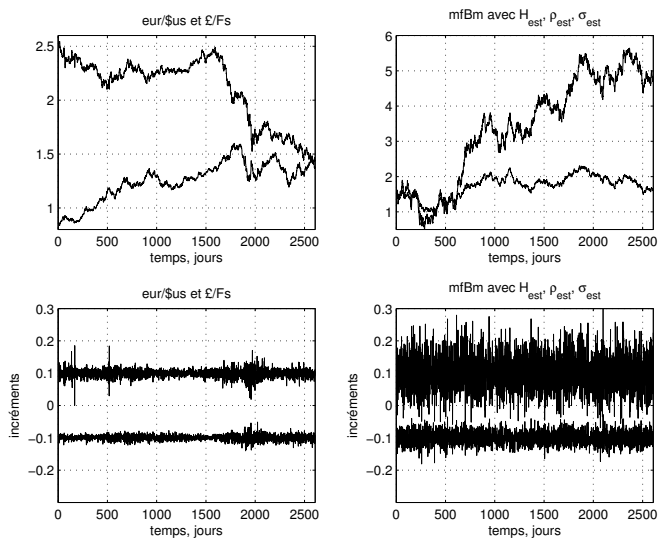 eur/$us et £/Fs
2.5
2
1.5
1
0 500 1000 1500 2000 2500
temps, jours
mfBm avec H_est, ρ_est, σ_est
6
5
4
3
2
1
0 500 1000 1500 2000 2500
temps, jours
eur/$us et £/Fs
incréments
0.3
0.2
0.1
0
−0.1
−0.2
0 500 1000 1500 2000 2500
temps, jours
mfBm avec H_est, ρ_est, σ_est
incréments
0.3
0.2
0.1
0
−0.1
−0.2
0 500 1000 1500 2000 2500
temps, jours